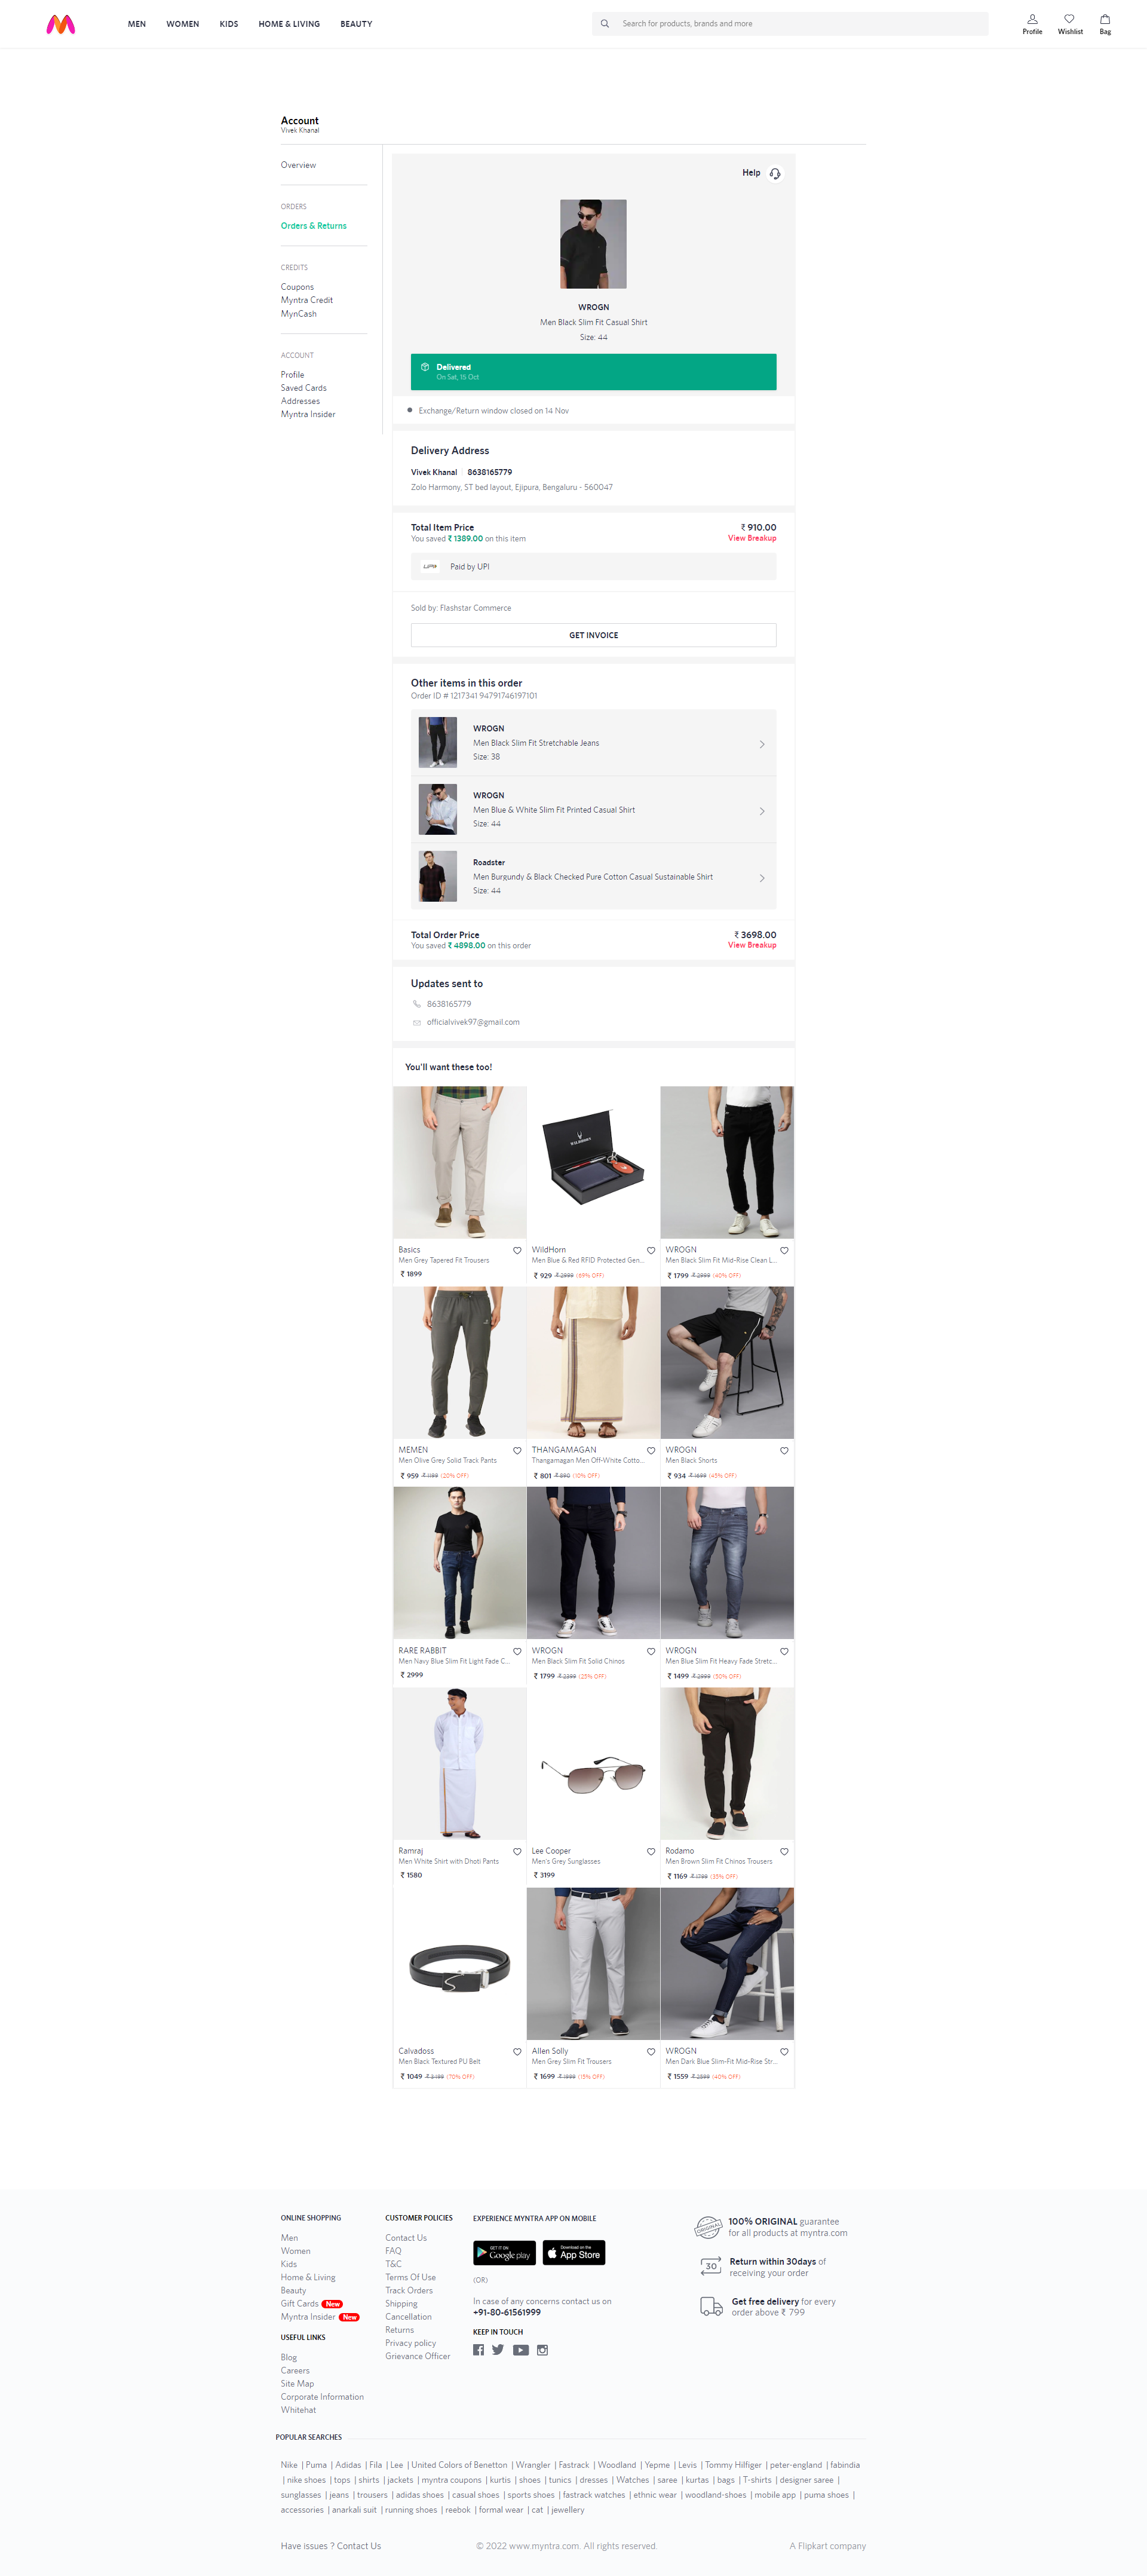 MEN WOMEN KIDS HOME & LIVING BEAUTY
Search for products, brands and more
Profile Wishlist Bag
Account
Vivek Khanal
Overview
ORDERS
Orders & Returns
CREDITS
Coupons
Myntra Credit
MynCash
ACCOUNT
Profile
Saved Cards
Addresses
Myntra Insider
Help
WROGN
Men Black Slim Fit Casual Shirt
Size: 44
Delivered
On Sat, 15 Oct
Exchange/Return window closed on 14 Nov
Delivery Address
Vivek Khanal 8638165779
Zolo Harmony, ST bed layout, Ejipura, Bengaluru - 560047
Total Item Price ₹ 910.00
You saved ₹ 1389.00 on this item View Breakup
UPI Paid by UPI
Sold by: Flashstar Commerce
GET INVOICE
Other items in this order
Order ID # 1217341 94791746197101
WROGN
Men Black Slim Fit Stretchable Jeans
Size: 38
WROGN
Men Blue & White Slim Fit Printed Casual Shirt
Size: 44
Roadster
Men Burgundy & Black Checked Pure Cotton Casual Sustainable Shirt
Size: 44
Total Order Price ₹ 3698.00
You saved ₹ 4898.00 on this order View Breakup
Updates sent to
8638165779
officialvivek97@gmail.com
You'll want these too!
WILDHORN
Basics WildHorn WROGN
Men Grey Tapered Fit Trousers Men Blue & Red RFID Protected Gen... Men Black Slim Fit Mid-Rise Clean L...
₹ 1899 ₹ 929 ₹ 2999 (69% OFF) ₹ 1799 ₹ 2999 (40% OFF)
MEMEN THANGAMAGAN WROGN
Men Olive Grey Solid Track Pants Thangamagan Men Off-White Cotto... Men Black Shorts
₹ 959 ₹ 1199 (20% OFF) ₹ 801 ₹ 890 (10% OFF) ₹ 934 ₹ 1699 (45% OFF)
RARE RABBIT WROGN WROGN
Men Navy Blue Slim Fit Light Fade C... Men Black Slim Fit Solid Chinos Men Blue Slim Fit Heavy Fade Stretc...
₹ 2999 ₹ 1799 ₹ 2399 (25% OFF) ₹ 1499 ₹ 2999 (50% OFF)
Ramraj Lee Cooper Rodamo
Men White Shirt with Dhoti Pants Men's Grey Sunglasses Men Brown Slim Fit Chinos Trousers
₹ 1580 ₹ 3199 ₹ 1169 ₹ 1799 (35% OFF)
Calvadoss Allen Solly WROGN
Men Black Textured PU Belt Men Grey Slim Fit Trousers Men Dark Blue Slim-Fit Mid-Rise Str...
₹ 1049 ₹ 3499 (70% OFF) ₹ 1699 ₹ 1999 (15% OFF) ₹ 1559 ₹ 2599 (40% OFF)
ONLINE SHOPPING
Men
Women
Kids
Home & Living
Beauty
Gift Cards New
Myntra Insider New
USEFUL LINKS
Blog
Careers
Site Map
Corporate Information
Whitehat
CUSTOMER POLICIES
Contact Us
FAQ
T&C
Terms Of Use
Track Orders
Shipping
Cancellation
Returns
Privacy policy
Grievance Officer
EXPERIENCE MYNTRA APP ON MOBILE
GET IT ON
Google play
Download on the
App Store
(OR)
In case of any concerns contact us on
+91-80-61561999
KEEP IN TOUCH
ORIGINAL
100% ORIGINAL guarantee
for all products at myntra.com
30
Return within 30days of
receiving your order
Get free delivery for every
order above ₹ 799
POPULAR SEARCHES
Nike | Puma | Adidas | Fila | Lee | United Colors of Benetton | Wrangler | Fastrack | Woodland | Yepme | Levis | Tommy Hilfiger | peter-england | fabindia
| nike shoes | tops | shirts | jackets | myntra coupons | kurtis | shoes | tunics | dresses | Watches | saree | kurtas | bags | T-shirts | designer saree |
sunglasses | jeans | trousers | adidas shoes | casual shoes | sports shoes | fastrack watches | ethnic wear | woodland-shoes | mobile app | puma shoes |
accessories | anarkali suit | running shoes | reebok | formal wear | cat | jewellery
Have issues ? Contact Us © 2022 www.myntra.com. All rights reserved. A Flipkart company